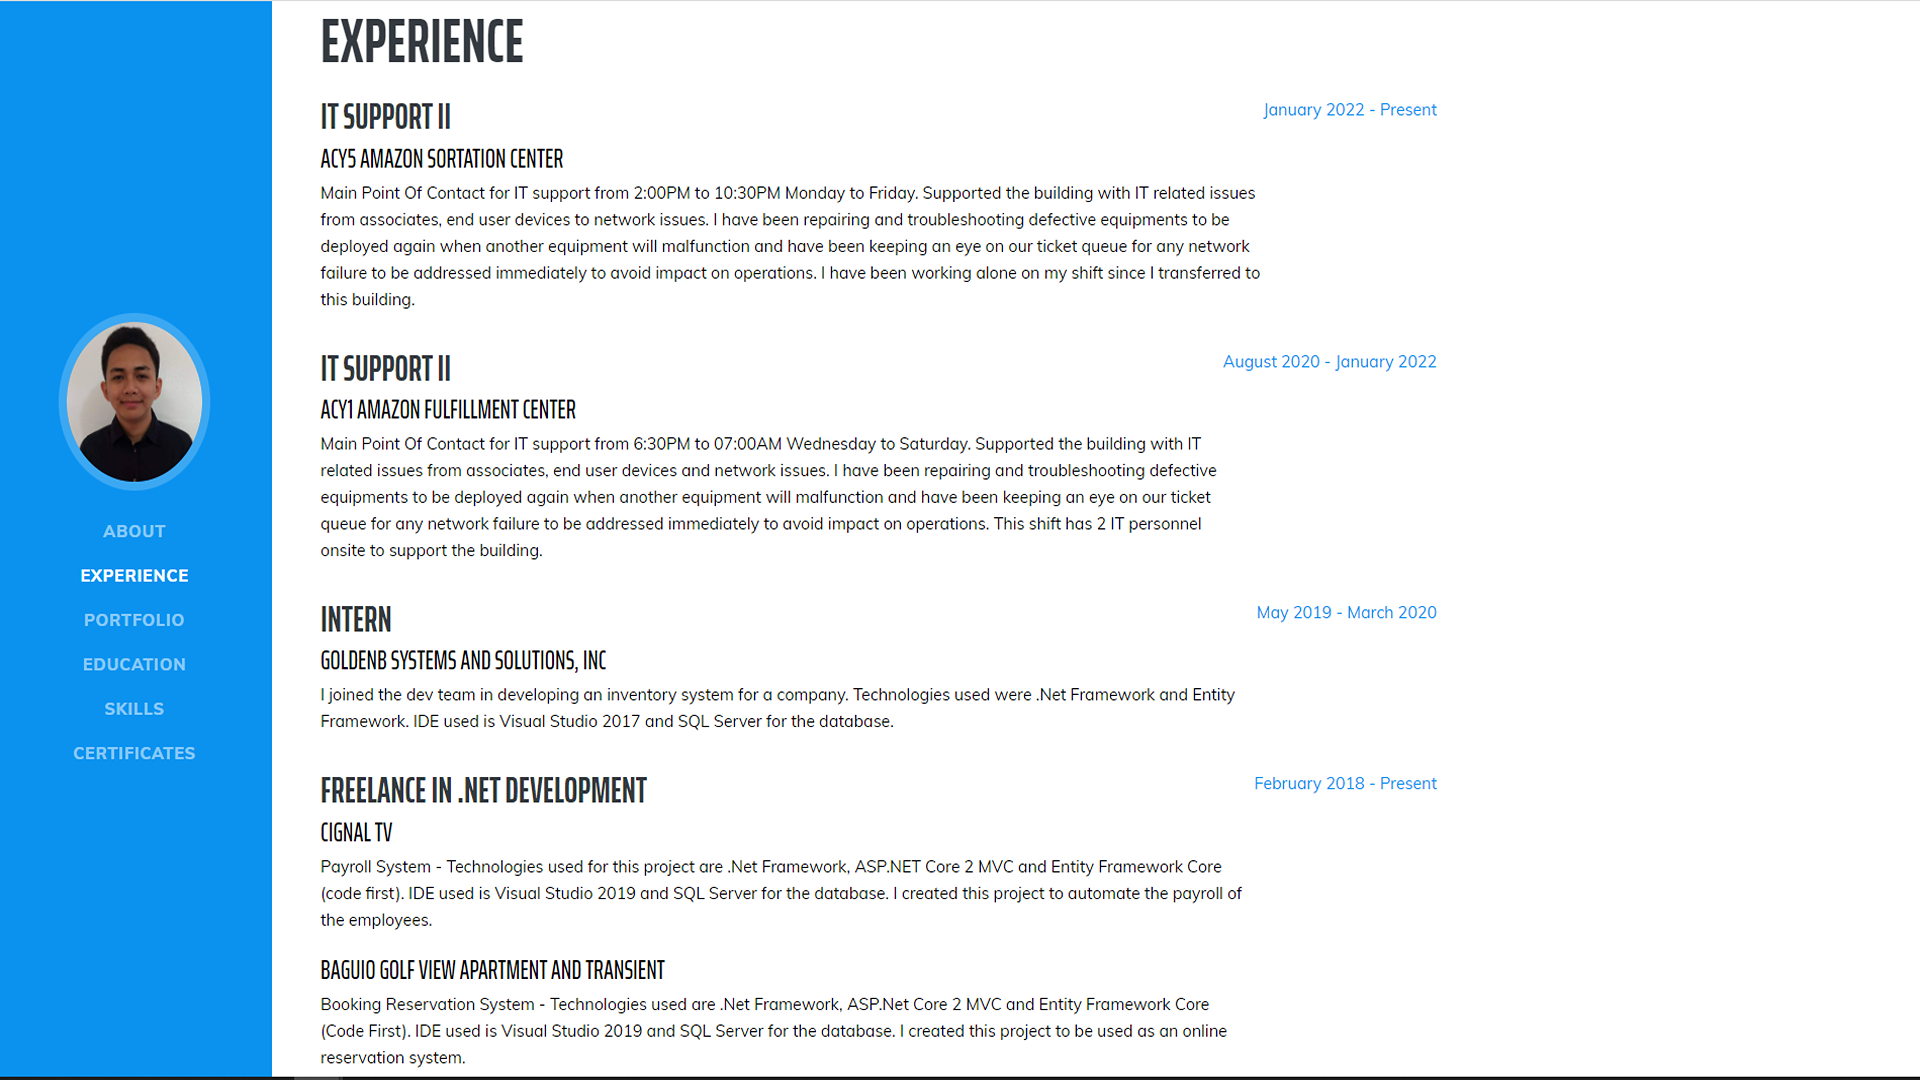 ABOUT
EXPERIENCE
PORTFOLIO
EDUCATION
SKILLS
CERTIFICATES
EXPERIENCE
IT SUPPORT II
January 2022 - Present
ACY5 AMAZON SORTATION CENTER
Main Point Of Contact for IT support from 2:00PM to 10:30PM Monday to Friday. Supported the building with IT related issues
from associates, end user devices to network issues. I have been repairing and troubleshooting defective equipments to be
deployed again when another equipment will malfunction and have been keeping an eye on our ticket queue for any network
failure to be addressed immediately to avoid impact on operations. I have been working alone on my shift since I transferred to
this building.
IT SUPPORT II
August 2020 - January 2022
ACY1 AMAZON FULFILLMENT CENTER
Main Point Of Contact for IT support from 6:30PM to 07:00AM Wednesday to Saturday. Supported the building with IT
related issues from associates, end user devices and network issues. I have been repairing and troubleshooting defective
equipments to be deployed again when another equipment will malfunction and have been keeping an eye on our ticket
queue for any network failure to be addressed immediately to avoid impact on operations. This shift has 2 IT personnel
onsite to support the building.
INTERN
May 2019 - March 2020
GOLDENB SYSTEMS AND SOLUTIONS, INC
I joined the dev team in developing an inventory system for a company. Technologies used were .Net Framework and Entity
Framework. IDE used is Visual Studio 2017 and SQL Server for the database.
FREELANCE IN .NET DEVELOPMENT
February 2018 - Present
CIGNAL TV
Payroll System - Technologies used for this project are .Net Framework, ASP.NET Core 2 MVC and Entity Framework Core
(code first). IDE used is Visual Studio 2019 and SQL Server for the database. I created this project to automate the payroll of
the employees.
BAGUIO GOLF VIEW APARTMENT AND TRANSIENT
Booking Reservation System - Technologies used are .Net Framework, ASP.Net Core 2 MVC and Entity Framework Core
(Code First). IDE used is Visual Studio 2019 and SQL Server for the database. I created this project to be used as an online
reservation system.